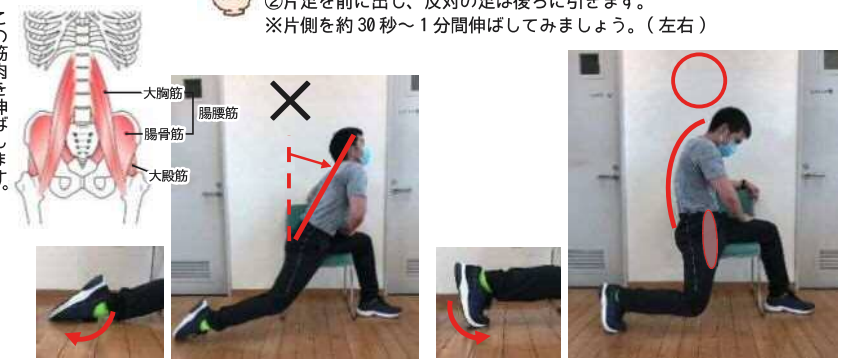 ②片足を前に出し、反対の足は後ろに引きます。
※片側を約30秒～1分間伸ばしてみましょう。(左右)
この筋肉を伸ばします。
大胸筋
腸腰筋
腸骨筋
大殿筋